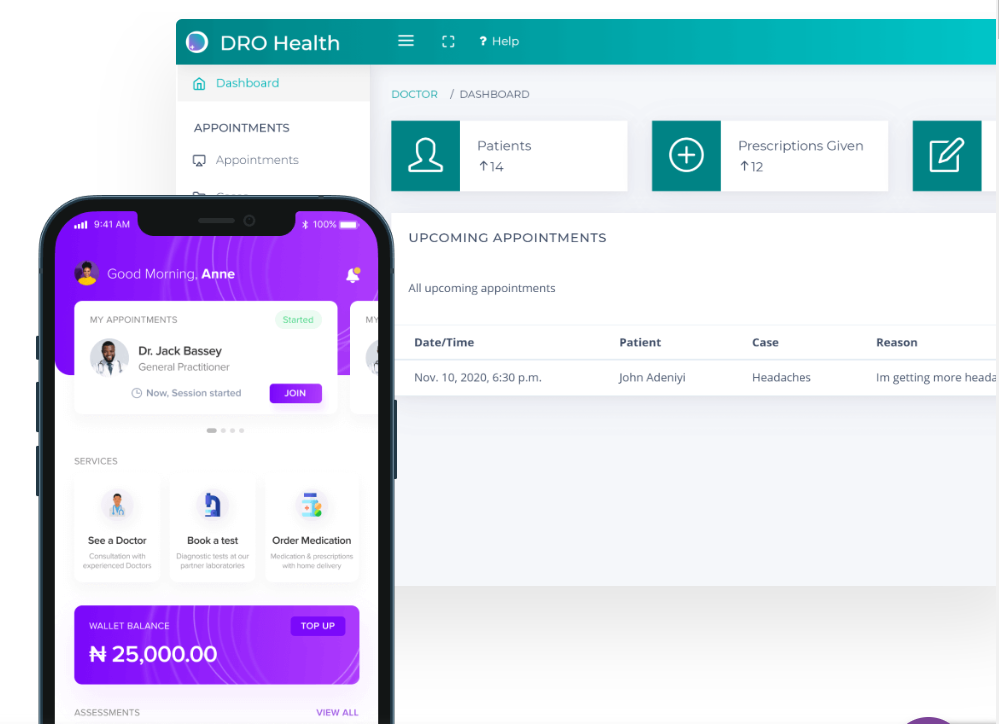 DRO Health
? Help
Dashboard
DOCTOR / DASHBOARD
APPOINTMENTS
Appointments
Patients
↑14
Prescriptions Given
↑12
UPCOMING APPOINTMENTS
All upcoming appointments
Date/Time Patient Case Reason
Nov. 10, 2020, 6:30 p.m. John Adeniyi Headaches Im getting more heada
9:41 AM 100%
Good Morning, Anne
MY APPOINTMENTS Started MY
Dr. Jack Bassey
General Practitioner
Now, Session started JOIN
SERVICES
See a Doctor
Consultation with
experienced Doctors
Book a test
Diagnostic tests at our
partner laboratories
Order Medication
Medication & prescriptions
with home delivery
WALLET BALANCE TOP UP
₦ 25,000.00
ASSESSMENTS VIEW ALL